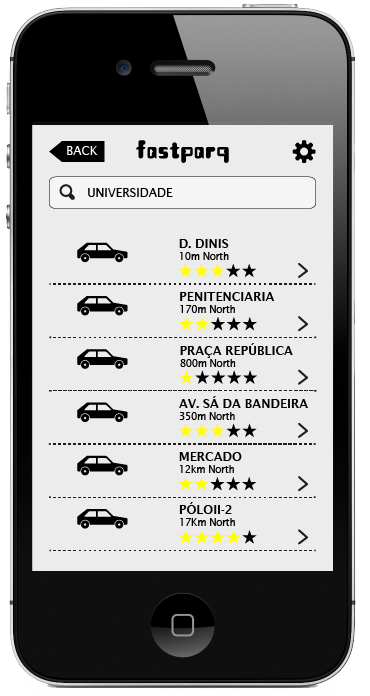 BACK
fastparq
UNIVERSIDADE
D. DINIS
10m North
PENITENCIARIA
170m North
PRAÇA REPÚBLICA
800m North
AV. SÁ DA BANDEIRA
350m North
MERCADO
12km North
PÓLOII-2
17Km North